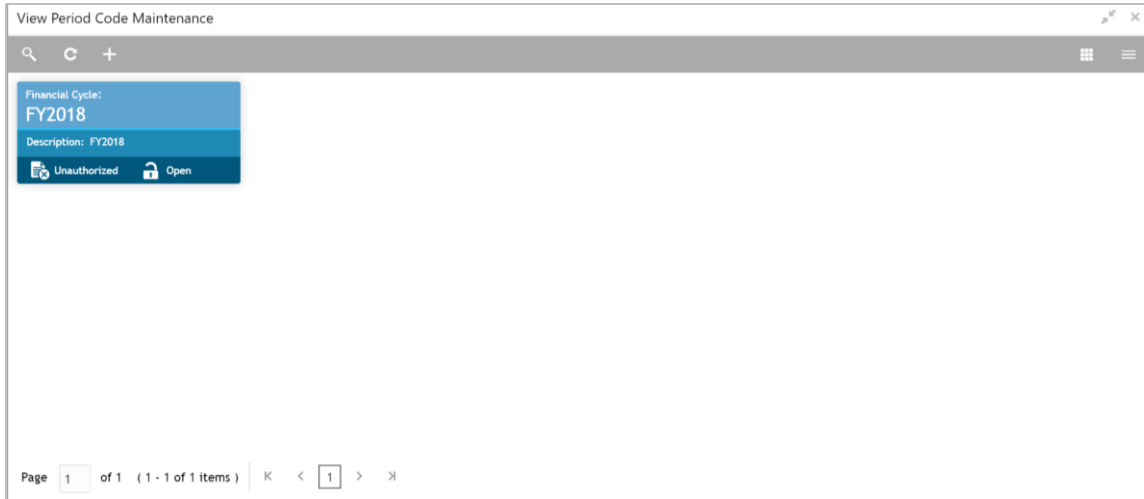 View Period Code Maintenance
Financial Cycle:
FY2018
Description: FY2018
Unauthorized Open
Page 1 of 1 ( 1 - 1 of 1 items ) 1